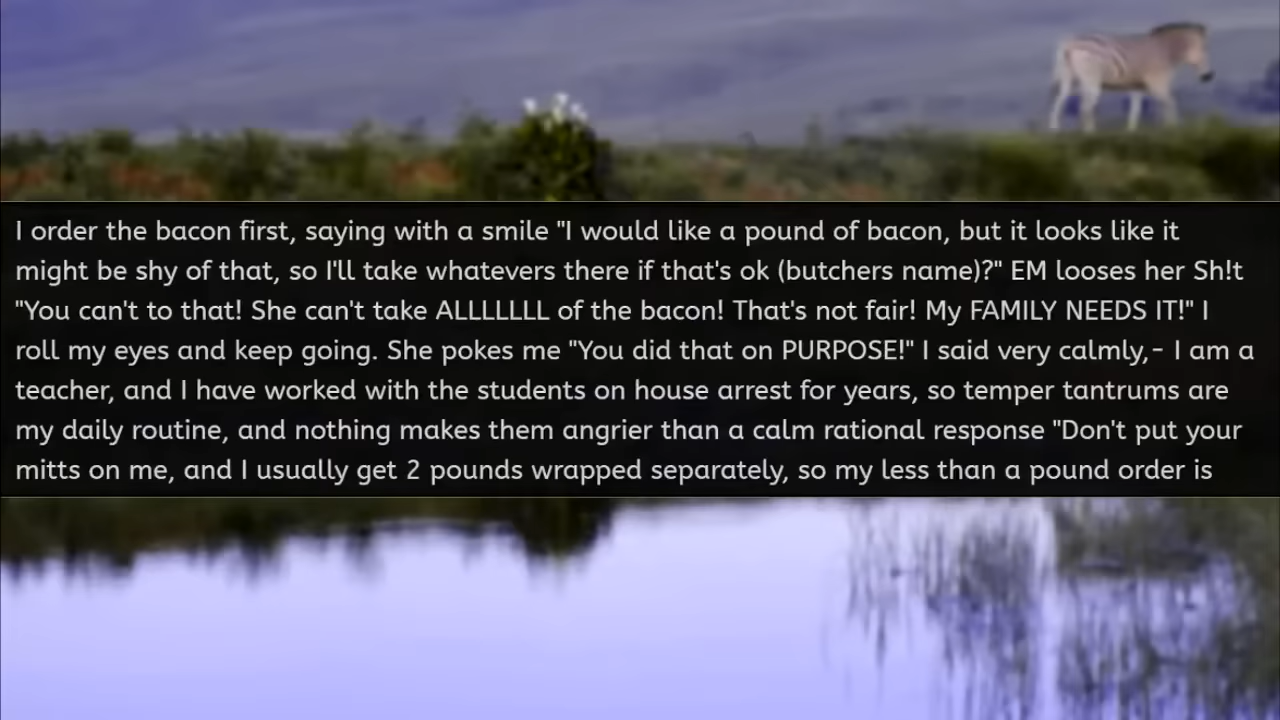 I order the bacon first, saying with a smile "I would like a pound of bacon, but it looks like it
might be shy of that, so I'll take whatevers there if that's ok (butchers name)?" EM looses her Sh!t
"You can't to that! She can't take ALLLLLLL of the bacon! That's not fair! My FAMILY NEEDS IT!" I
roll my eyes and keep going. She pokes me "You did that on PURPOSE!" I said very calmly,- I am a
teacher, and I have worked with the students on house arrest for years, so temper tantrums are
my daily routine, and nothing makes them angrier than a calm rational response "Don't put your
mitts on me, and I usually get 2 pounds wrapped separately, so my less than a pound order is